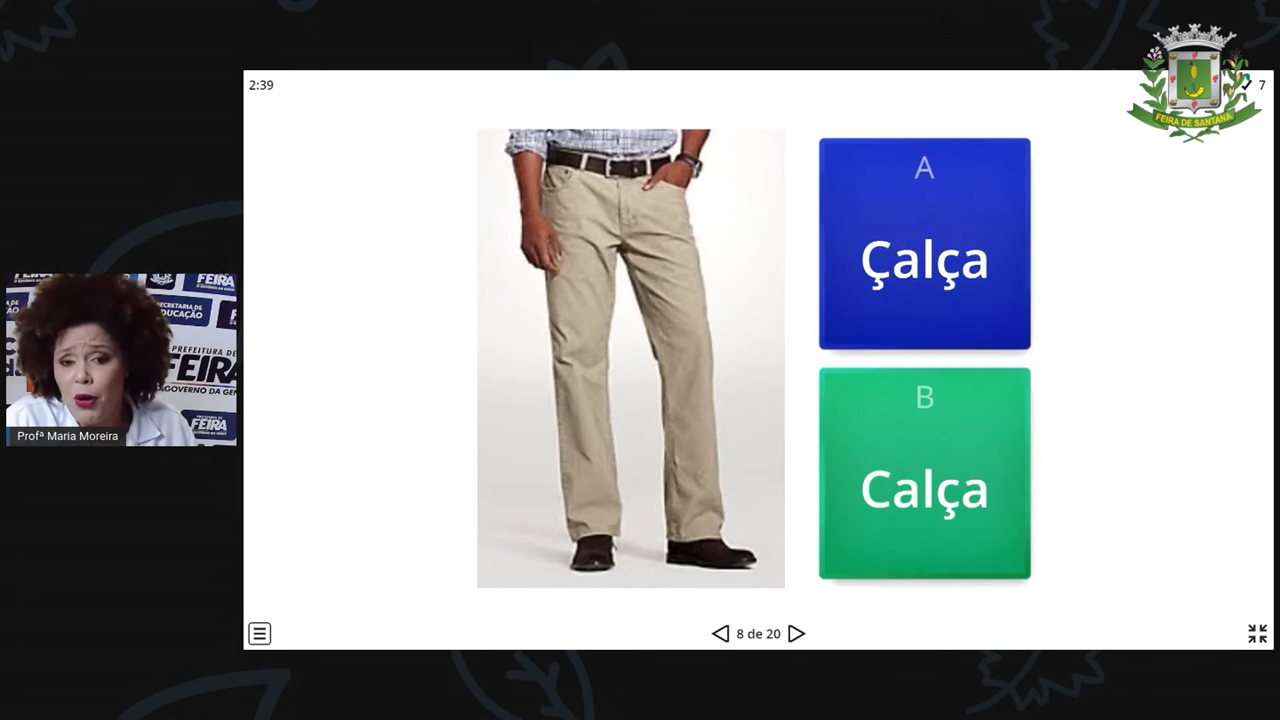 2:39
7
FEIRA DE SANTANA
A
Çalça
B
Calça
FEIRA
SECRETARIA DE
EDUCAÇÃO
PREFEITURA DE
FEIRA
GOVERNO DA GEN
FEIRA
Profª Maria Moreira
8 de 20